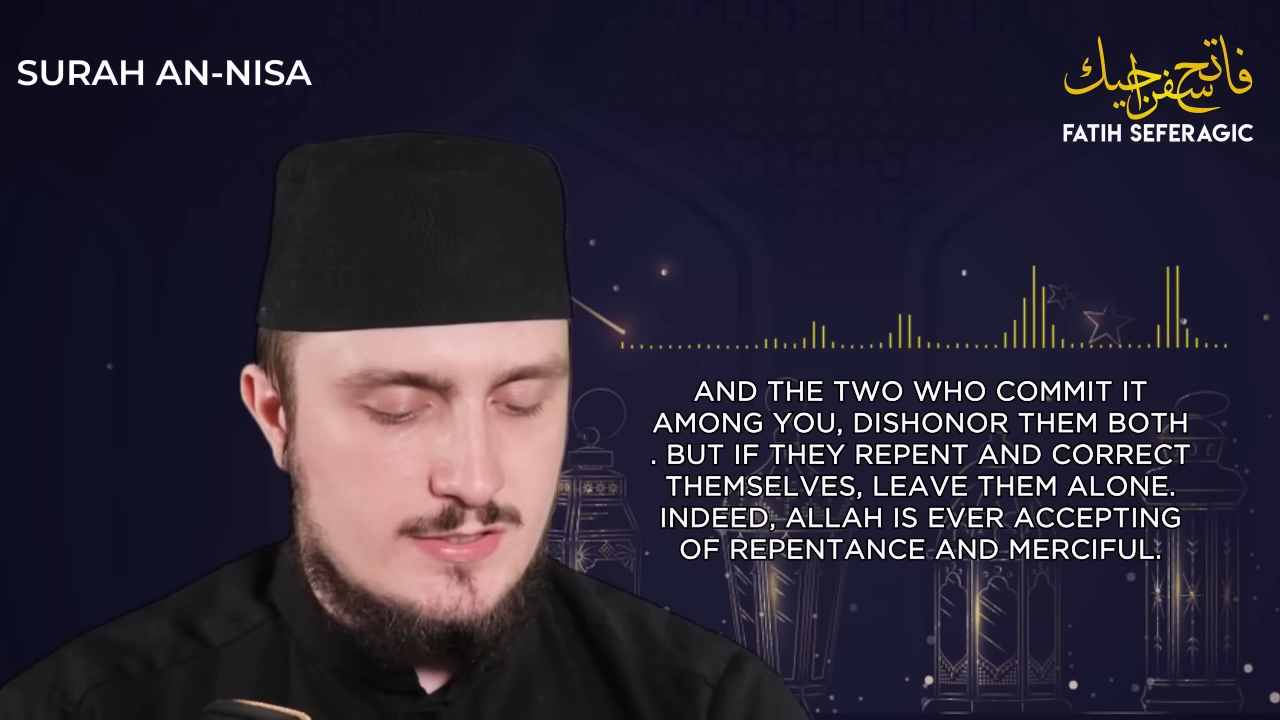 SURAH AN-NISA
فاتح سفرجيك
FATIH SEFERAGIC
AND THE TWO WHO COMMIT IT
AMONG YOU, DISHONOR THEM BOTH
. BUT IF THEY REPENT AND CORRECT
THEMSELVES, LEAVE THEM ALONE.
INDEED, ALLAH IS EVER ACCEPTING
OF REPENTANCE AND MERCIFUL.